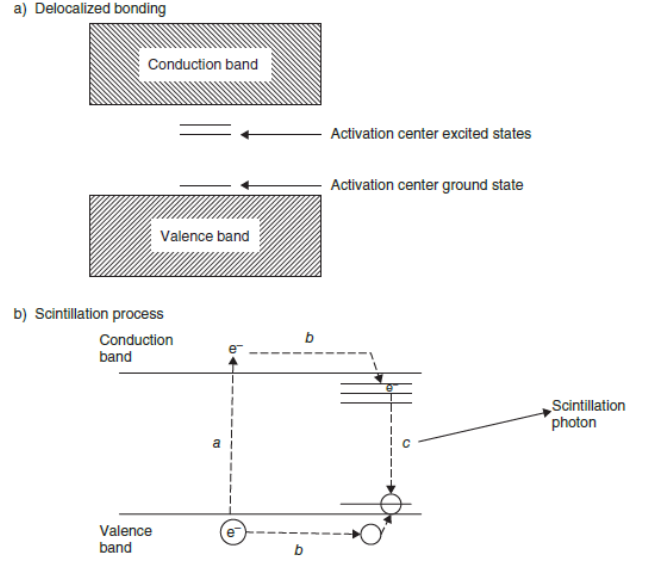 a) Delocalized bonding
Conduction band
Activation center excited states
Activation center ground state
Valence band
b) Scintillation process
Conduction
band
e⁻
b
e⁻
Scintillation
photon
a
c
Valence
band
e⁻
b